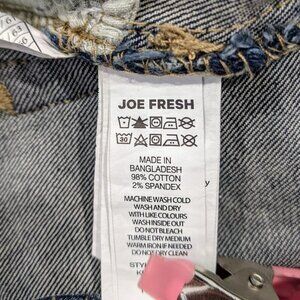 JOE FRESH
30
MADE IN
BANGLADESH
98% COTTON
2% SPANDEX
MACHINE WASH COLD
WASH AND DRY
WITH LIKE COLOURS
WASH INSIDE OUT
DO NOT BLEACH
TUMBLE DRY MEDIUM
WARM IRON IF NEEDED
DO NOT DRY CLEAN